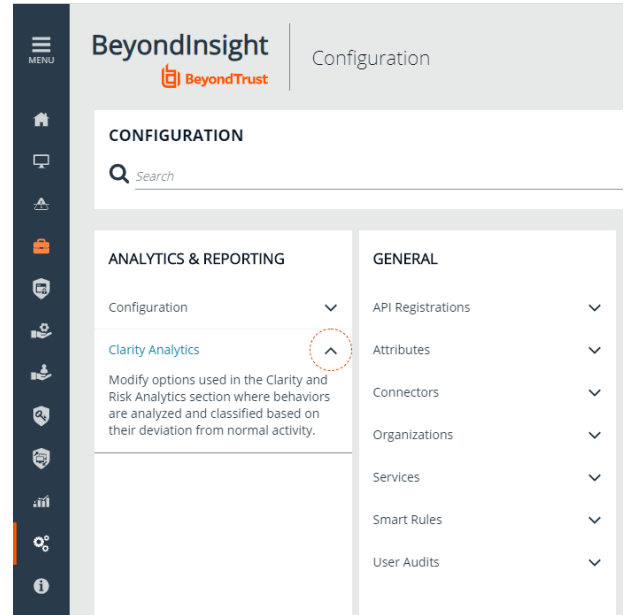 MENU
BeyondInsight
BeyondTrust
Configuration
CONFIGURATION
Search
ANALYTICS & REPORTING
Configuration
Clarity Analytics
Modify options used in the Clarity and
Risk Analytics section where behaviors
are analyzed and classified based on
their deviation from normal activity.
GENERAL
API Registrations
Attributes
Connectors
Organizations
Services
Smart Rules
User Audits